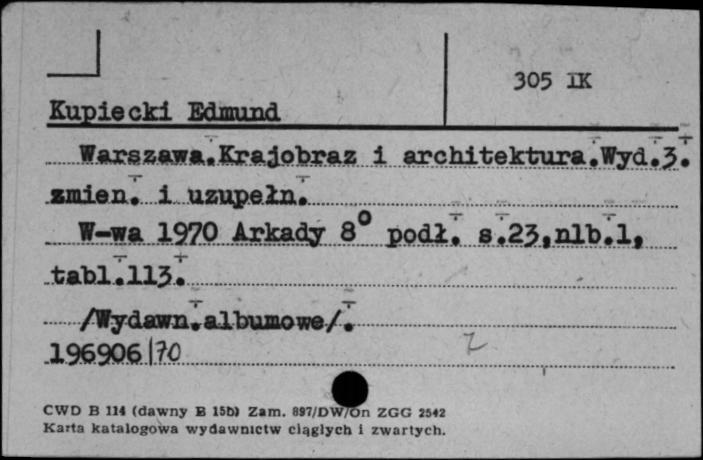 305 IK
Kupiecki Edmund
Warszawa.Krajobraz i architektura.Wyd.3.
zmien. i uzupełn.
W-wa 1970 Arkady 8° podł. s.23,nlb.1,
tabl.113.
/Wydawn.albumowe/.
196906/70 z
CWD B 114 (dawny B 15b) Zam. 897/DW/On ZGG 2542
Karta katalogowa wydawnictw ciągłych i zwartych.